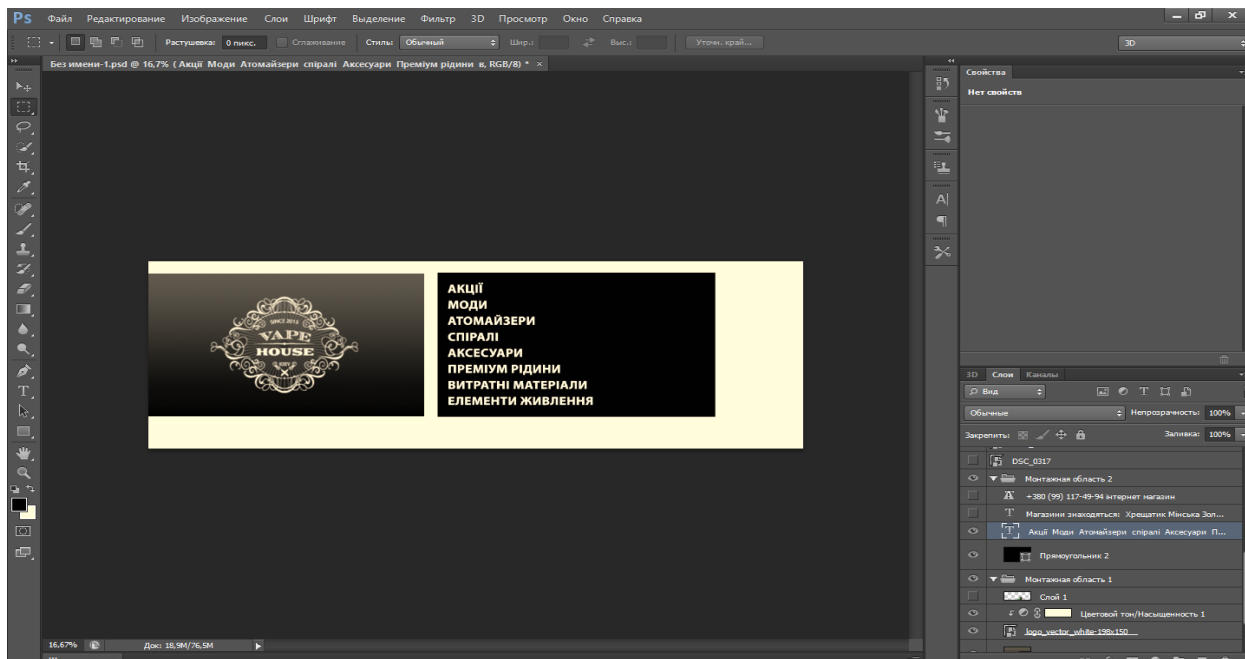 Ps Файл Редактирование Изображение Слои Шрифт Выделение Фильтр 3D Просмотр Окно Справка
Растушевка: 0 пикс. Сглаживание Стиль: Обычный Шир.: Выс.: Уточн. край... 3D
Без имени-1.psd @ 16,7% ( Акції Моди Атомайзери спіралі Аксесуари Преміум рідини в, RGB/8) * ×
Свойства
Нет свойств
SINCE 2013
VAPE
HOUSE
KIEV
АКЦІЇ
МОДИ
АТОМАЙЗЕРИ
СПІРАЛІ
АКСЕСУАРИ
ПРЕМІУМ РІДИНИ
ВИТРАТНІ МАТЕРІАЛИ
ЕЛЕМЕНТИ ЖИВЛЕННЯ
3D Слои Каналы
Вид
Обычные Непрозрачность: 100%
Закрепить: Заливка: 100%
DSC_0317
Монтажная область 2
+380 (99) 117-49-94 інтернет магазин
Магазини знаходяться: Хрещатик Мінська Зол...
Акції Моди Атомайзери спіралі Аксесуари П...
Прямоугольник 2
Монтажная область 1
Слой 1
Цветовой тон/Насыщенность 1
logo_vector_white-198x150
16,67% Док: 18,9M/76,5M